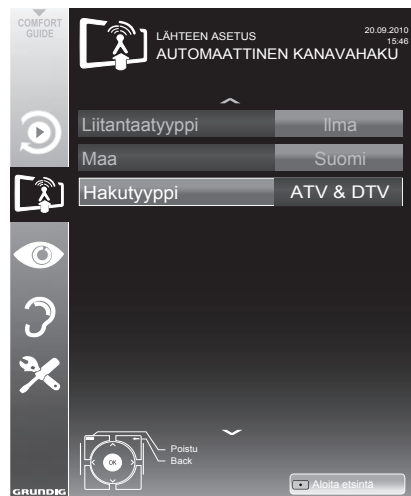 COMFORT
GUIDE
LÄHTEEN ASETUS
AUTOMAATTINEN KANAVAHAKU
20.09.2010
15:46
Liitantaatyyppi
Ilma
Maa
Suomi
Hakutyyppi
ATV & DTV
OK
Poistu
Back
Aloita etsintä
GRUNDIG